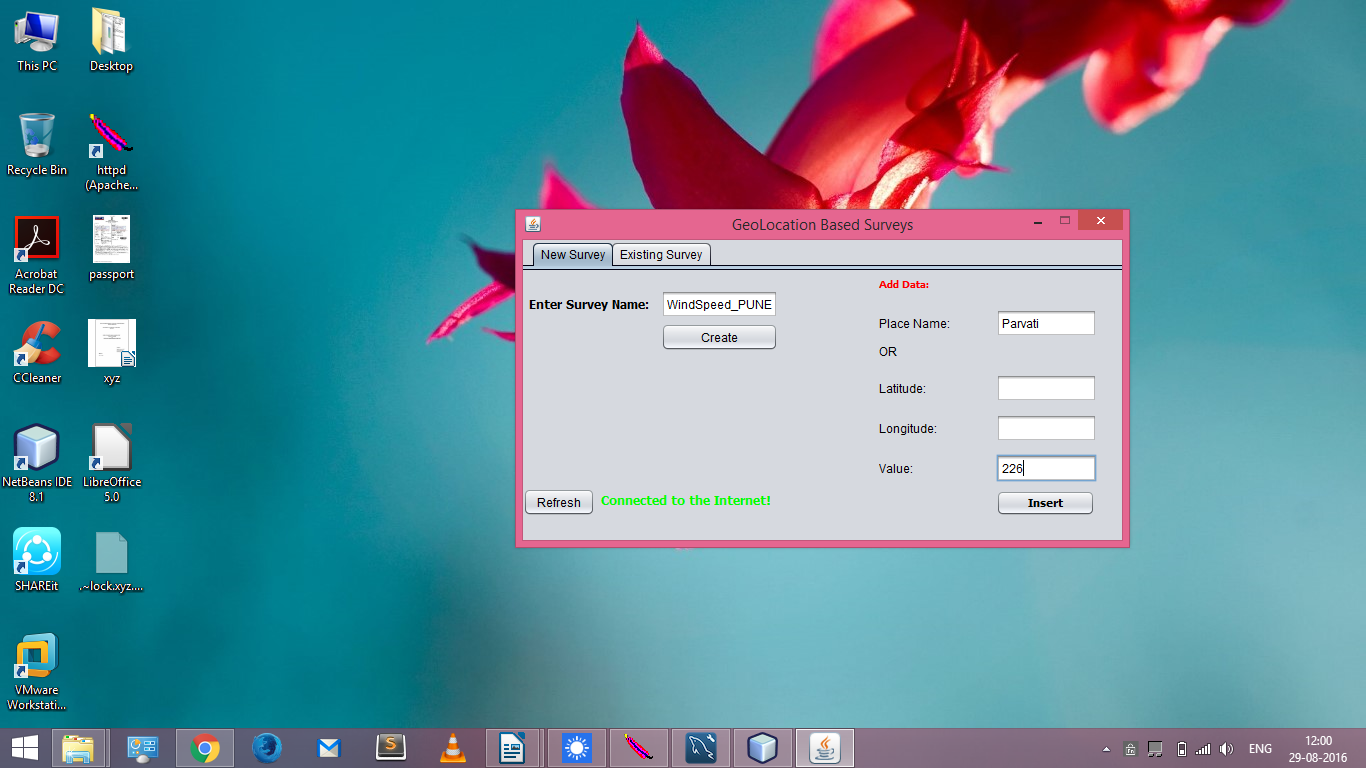 This PC
Desktop
Recycle Bin
httpd
(Apache...
Acrobat
Reader DC
passport
CCleaner
xyz
NetBeans IDE
8.1
LibreOffice
5.0
SHAREit
.~lock.xyz....
VMware
Workstati...
GeoLocation Based Surveys
New Survey
Existing Survey
Enter Survey Name:
WindSpeed_PUNE
Create
Add Data:
Place Name:
Parvati
OR
Latitude:
Longitude:
Value:
226
Refresh
Connected to the Internet!
Insert
ENG
12:00
29-08-2016